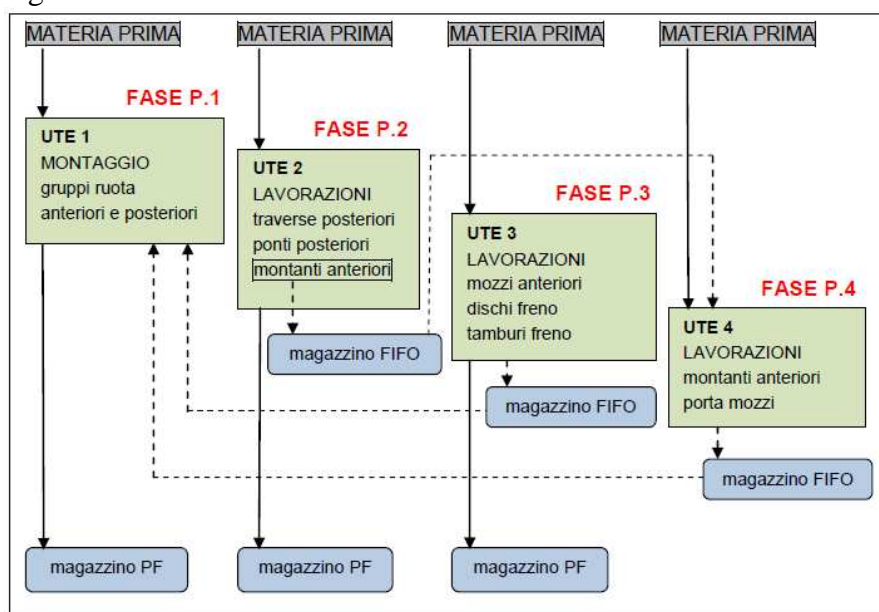 MATERIA PRIMA
MATERIA PRIMA
MATERIA PRIMA
MATERIA PRIMA
FASE P.1
UTE 1
MONTAGGIO
gruppi ruota
anteriori e posteriori
FASE P.2
UTE 2
LAVORAZIONI
traverse posteriori
ponti posteriori
montanti anteriori
magazzino FIFO
FASE P.3
UTE 3
LAVORAZIONI
mozzi anteriori
dischi freno
tamburi freno
magazzino FIFO
FASE P.4
UTE 4
LAVORAZIONI
montanti anteriori
porta mozzi
magazzino FIFO
magazzino PF
magazzino PF
magazzino PF